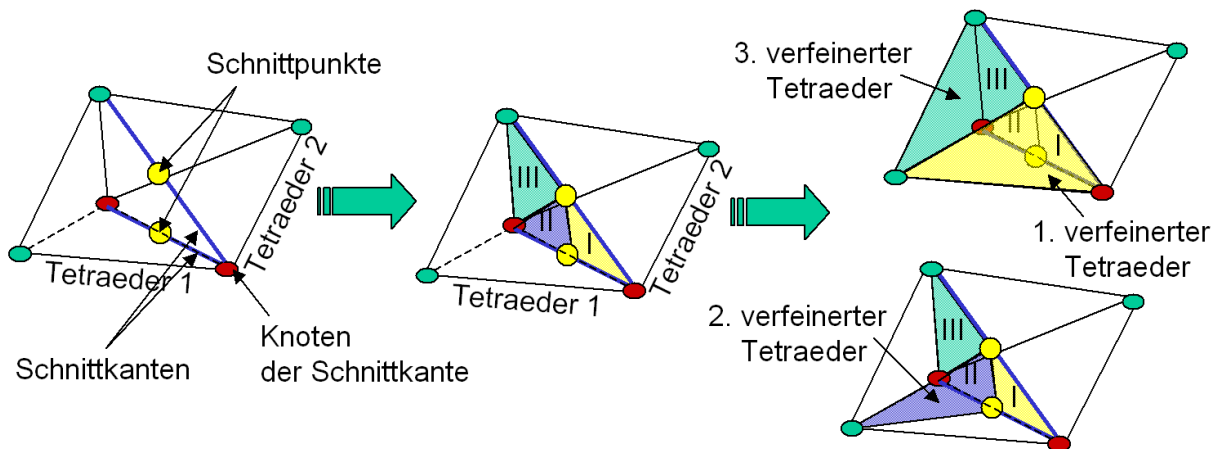 Schnittpunkte
Tetraeder 2
Tetraeder 1
Schnittkanten
Knoten
der Schnittkante
III
II
I
Tetraeder 2
Tetraeder 1
3. verfeinerter
Tetraeder
III
II
I
1. verfeinerter
Tetraeder
2. verfeinerter
Tetraeder
III
II
I